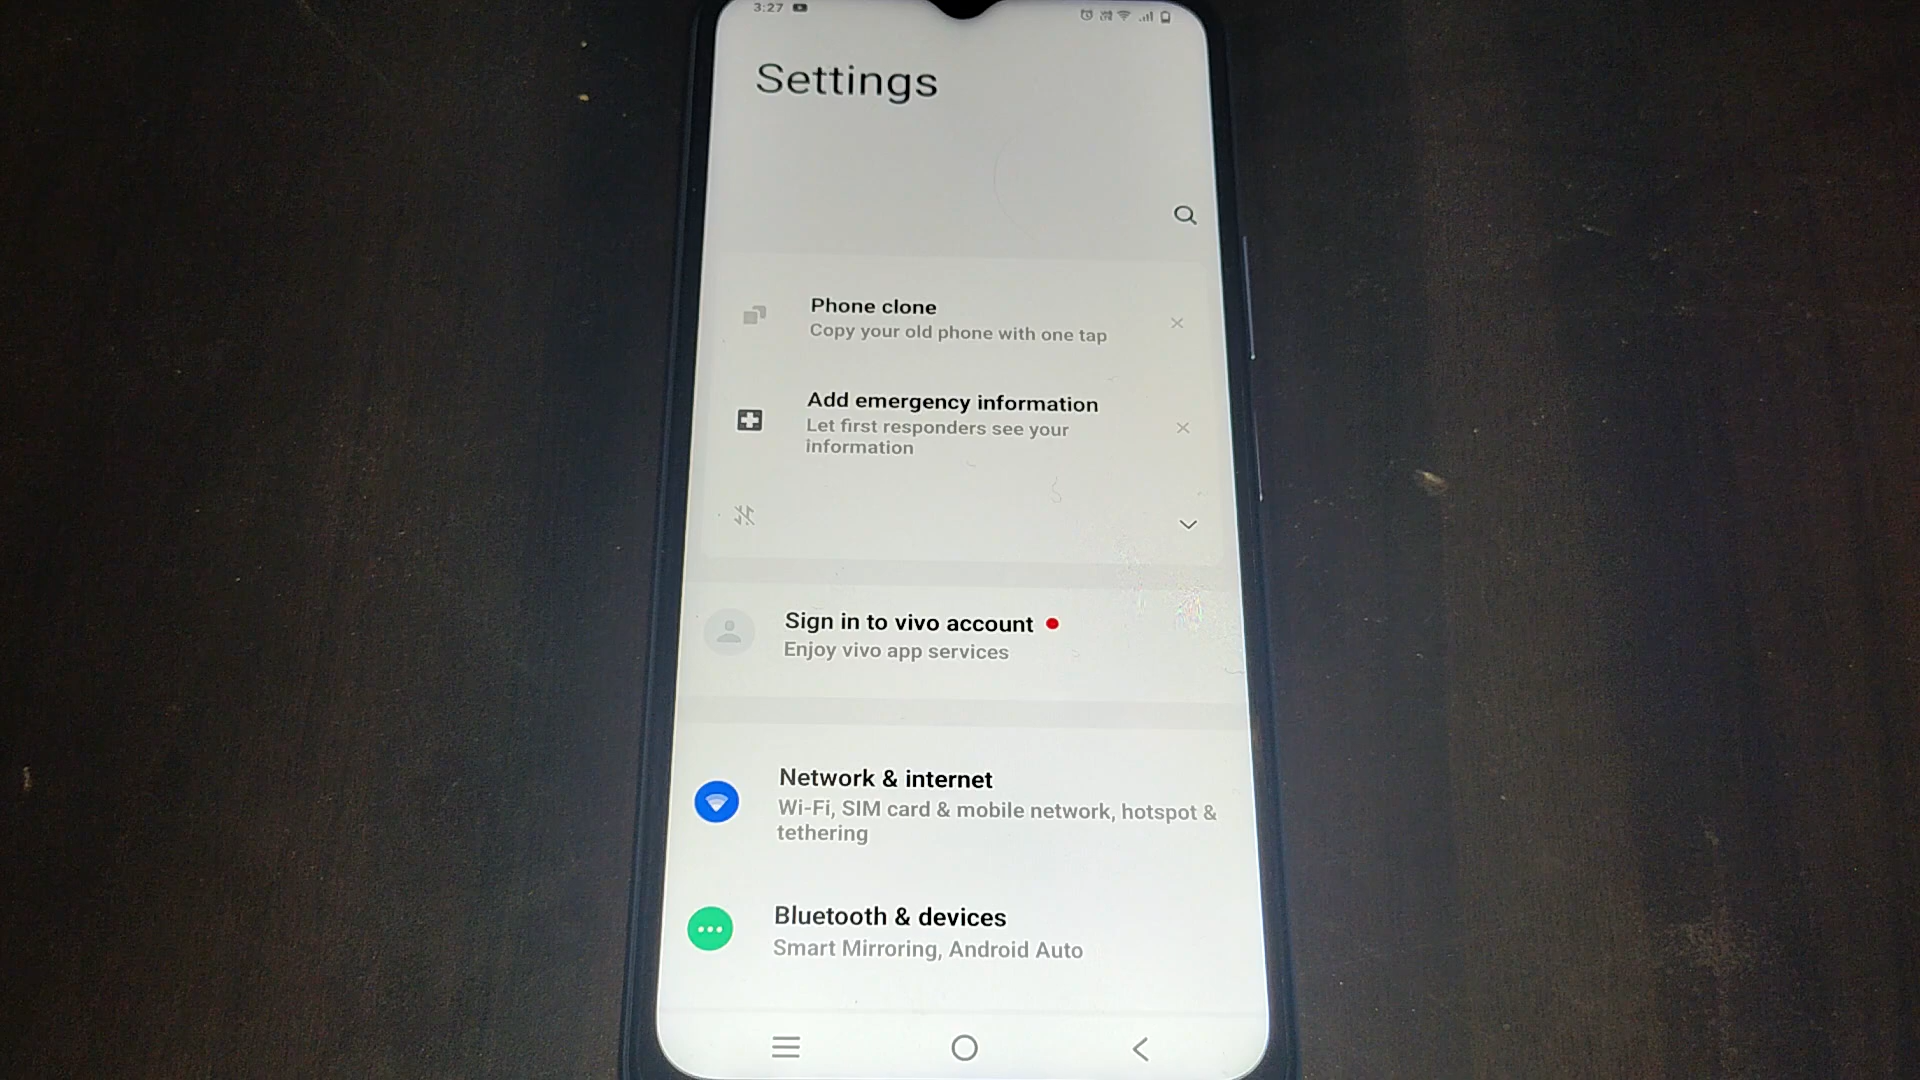 3:27
Settings
Phone clone
Copy your old phone with one tap
Add emergency information
Let first responders see your
information
Sign in to vivo account
Enjoy vivo app services
Network & internet
Wi-Fi, SIM card & mobile network, hotspot &
tethering
Bluetooth & devices
Smart Mirroring, Android Auto